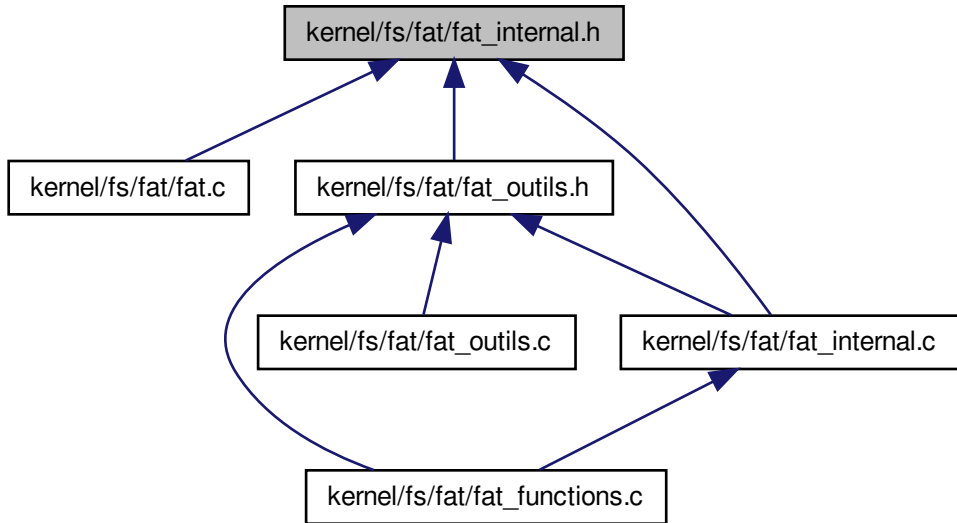 kernel/fs/fat/fat_internal.h
kernel/fs/fat/fat.c
kernel/fs/fat/fat_outils.h
kernel/fs/fat/fat_outils.c
kernel/fs/fat/fat_internal.c
kernel/fs/fat/fat_functions.c